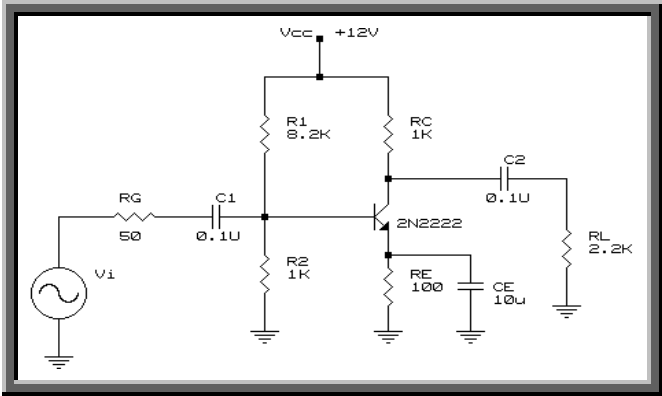 Vcc +12V
R1
8.2K
RC
1K
C2
0.1U
RG
50
C1
0.1U
2N2222
RL
2.2K
Vi
R2
1K
RE
100
CE
10u